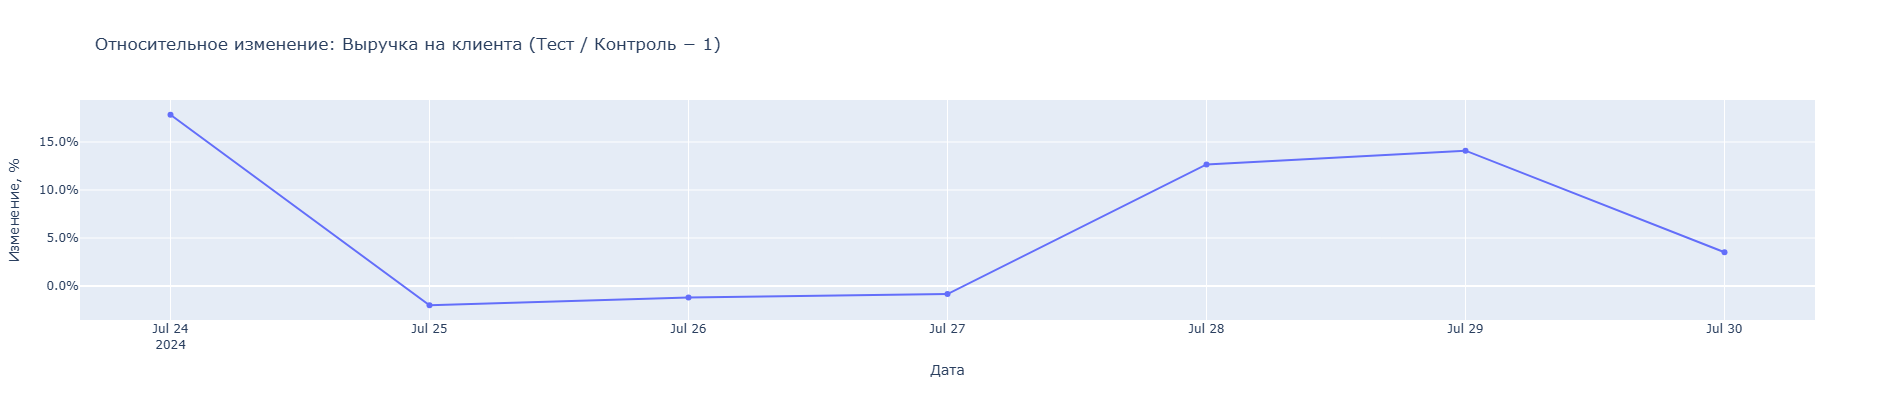 Относительное изменение: Выручка на клиента (Тест / Контроль − 1)
Изменение, %
15.0%
10.0%
5.0%
0.0%
Jul 24 Jul 25 Jul 26 Jul 27 Jul 28 Jul 29 Jul 30
2024
Дата